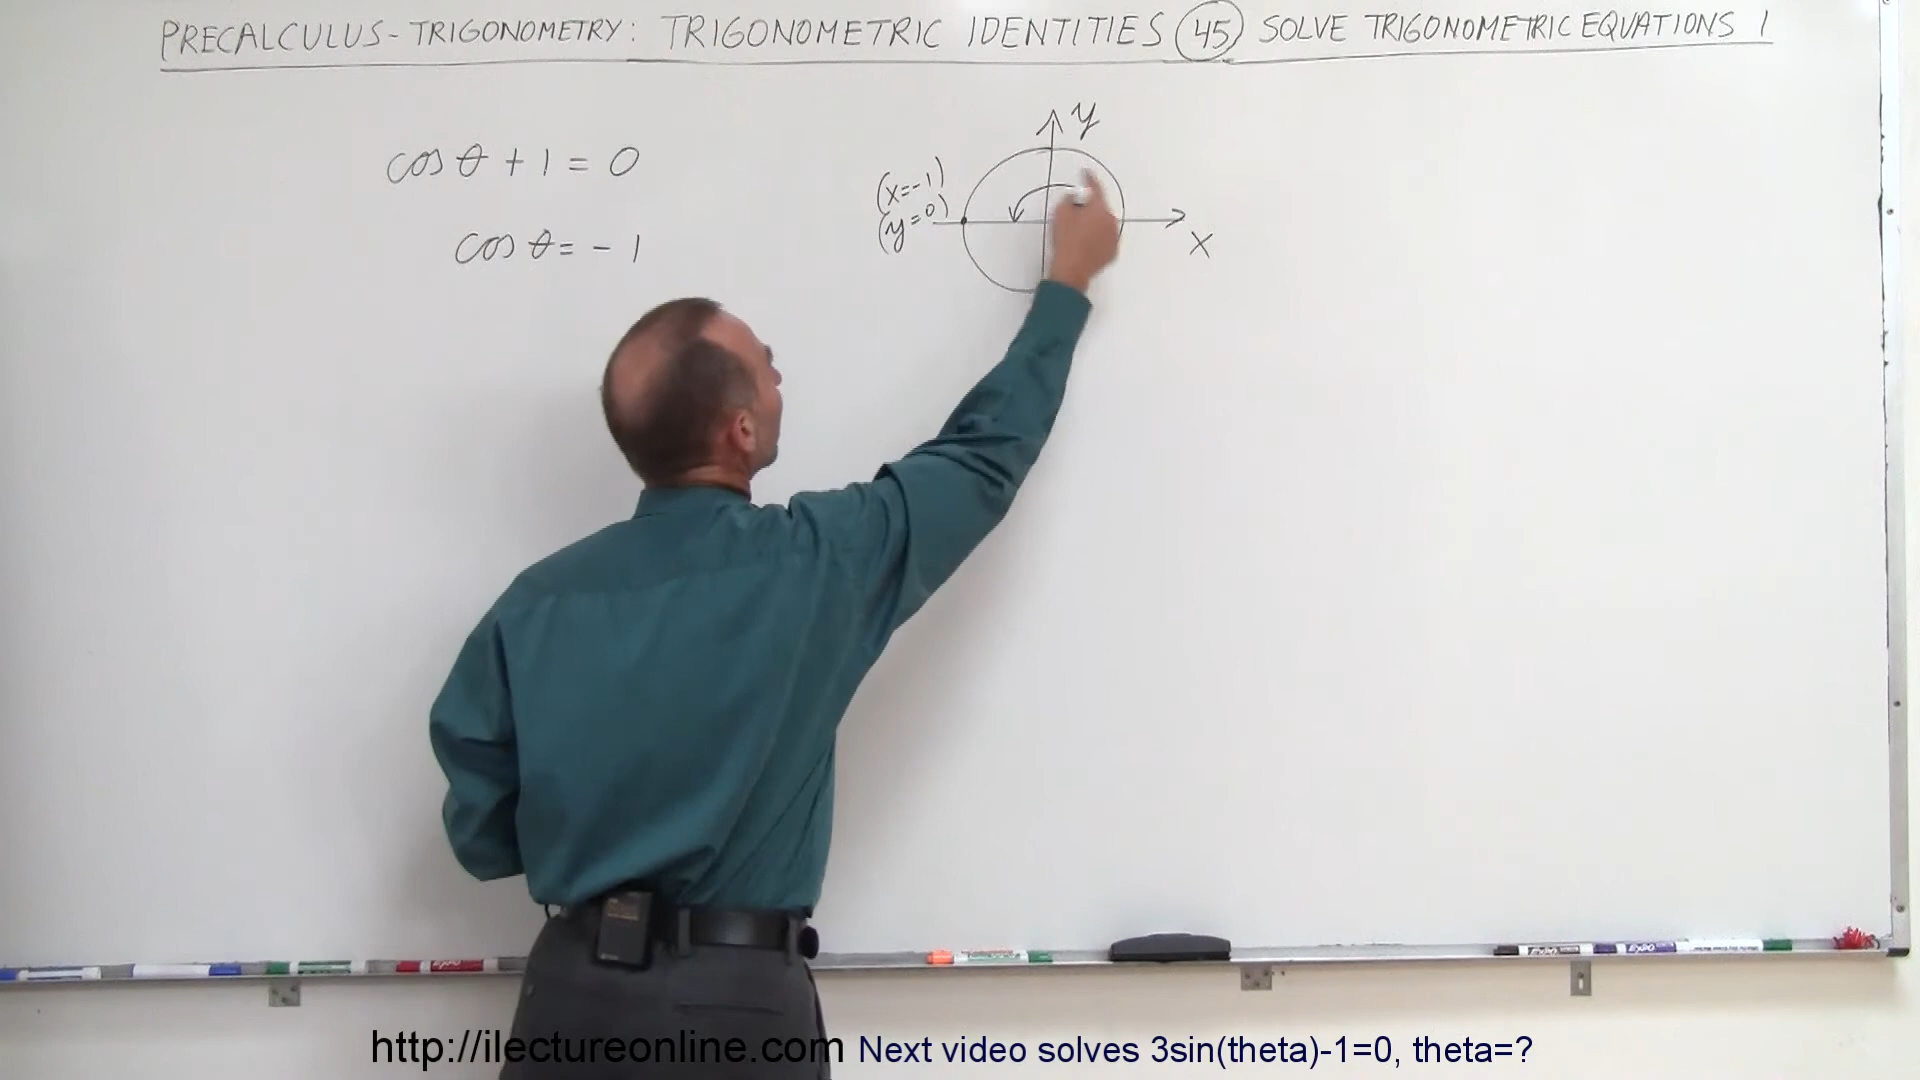 PRECALCULUS - TRIGONOMETRY: TRIGONOMETRIC IDENTITIES 45 SOLVE TRIGONOMETRIC EQUATIONS 1
cos θ + 1 = 0
cos θ = - 1
y
(x=-1)
(y=0)
x
http://ilectureonline.com Next video solves 3sin(theta)-1=0, theta=?